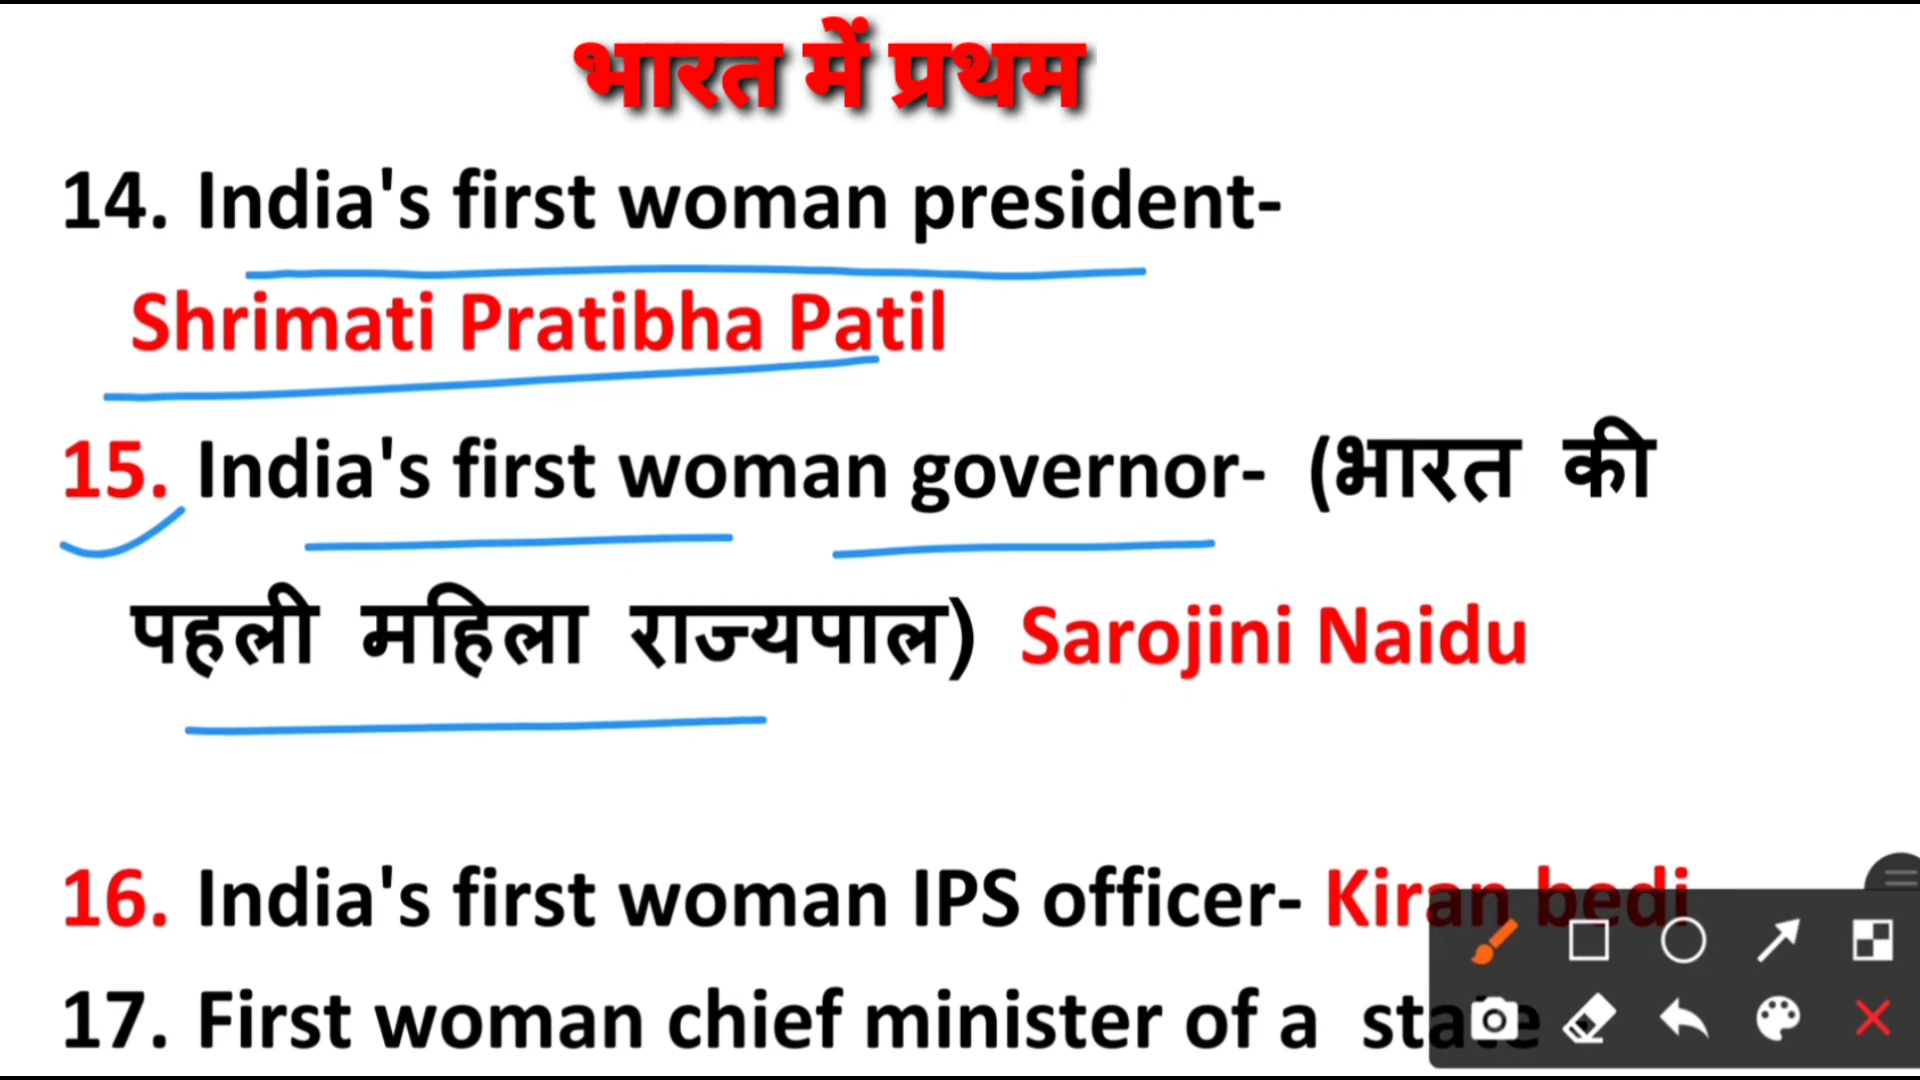 भारत में प्रथम
14. India's first woman president-
Shrimati Pratibha Patil
15. India's first woman governor- (भारत की
पहली महिला राज्यपाल) Sarojini Naidu
16. India's first woman IPS officer- Kiran bedi
17. First woman chief minister of a state